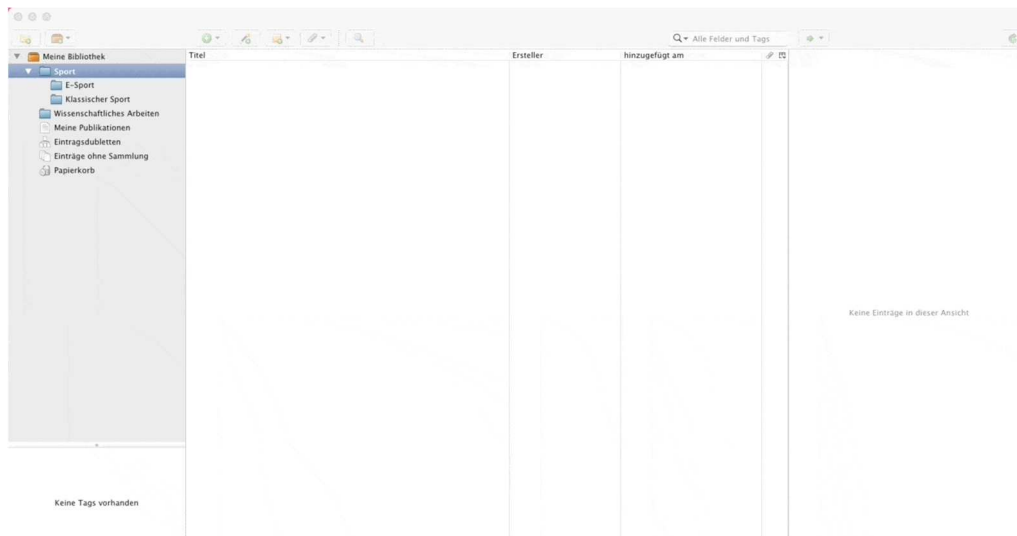 Alle Felder und Tags
Meine Bibliothek
Titel
Ersteller
hinzugefügt am
Sport
E-Sport
Klassischer Sport
Wissenschaftliches Arbeiten
Meine Publikationen
Eintragsdubletten
Einträge ohne Sammlung
Papierkorb
Keine Einträge in dieser Ansicht
Keine Tags vorhanden